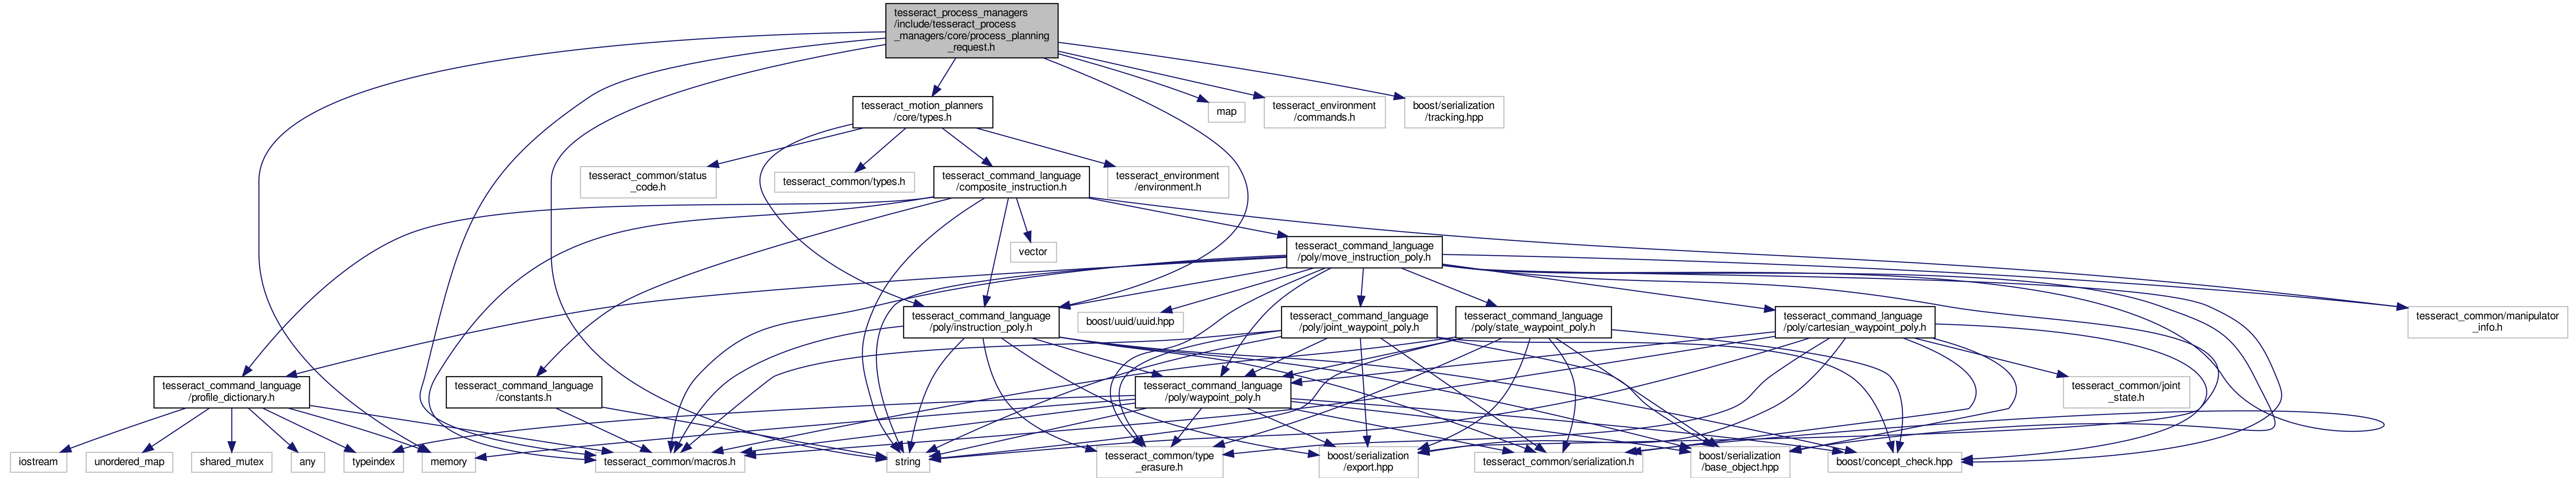 tesseract_process_managers
/include/tesseract_process
_managers/core/process_planning
_request.h
tesseract_motion_planners
/core/types.h
map
tesseract_environment
/commands.h
boost/serialization
/tracking.hpp
tesseract_common/status
_code.h
tesseract_common/types.h
tesseract_command_language
/composite_instruction.h
tesseract_environment
/environment.h
vector
tesseract_command_language
/poly/move_instruction_poly.h
tesseract_command_language
/poly/instruction_poly.h
boost/uuid/uuid.hpp
tesseract_command_language
/poly/joint_waypoint_poly.h
tesseract_command_language
/poly/state_waypoint_poly.h
tesseract_command_language
/poly/cartesian_waypoint_poly.h
tesseract_common/manipulator
_info.h
tesseract_command_language
/profile_dictionary.h
tesseract_command_language
/constants.h
tesseract_command_language
/poly/waypoint_poly.h
tesseract_common/joint
_state.h
iostream
unordered_map
shared_mutex
any
typeindex
memory
tesseract_common/macros.h
string
tesseract_common/type
_erasure.h
boost/serialization
/export.hpp
tesseract_common/serialization.h
boost/serialization
/base_object.hpp
boost/concept_check.hpp